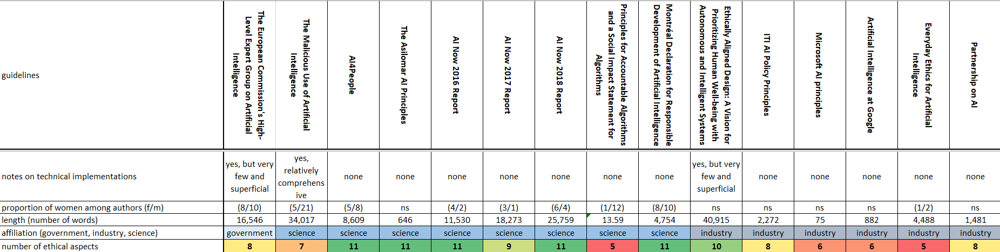 guidelines
The European Commission's High-
Level Expert Group on Artificial
Intelligence
The Malicious Use of Artificial
Intelligence
AI4People
The Asilomar AI Principles
AI Now 2016 Report
AI Now 2017 Report
AI Now 2018 Report
Principles for Accountable Algorithms
and a Social Impact Statement for
Algorithms
Montréal Declaration for Responsible
Development of Artificial Intelligence
Ethically Aligned Design: A Vision for
Prioritizing Human Well-being with
Autonomous and Intelligent Systems
ITI AI Policy Principles
Microsoft AI principles
Artificial Intelligence at Google
Everyday Ethics for Artificial
Intelligence
Partnership on AI
notes on technical implementations
yes, but very
few and
superficial
yes,
relatively
comprehens
ive
none
none
none
none
none
none
none
yes, but very
few and
superficial
none
none
none
none
none
proportion of women among authors (f/m) (8/10) (5/21) (5/8) ns (4/2) (3/1) (6/4) (1/12) (8/10) ns ns ns ns (1/2) ns
length (number of words) 16,546 34,017 8,609 646 11,530 18,273 25,759 13.59 4,754 40,915 2,272 75 882 4,488 1,481
affiliation (government, industry, science) government science science science science science science science science industry industry industry industry industry industry
number of ethical aspects 8 7 11 11 11 9 11 5 11 10 8 6 6 5 8